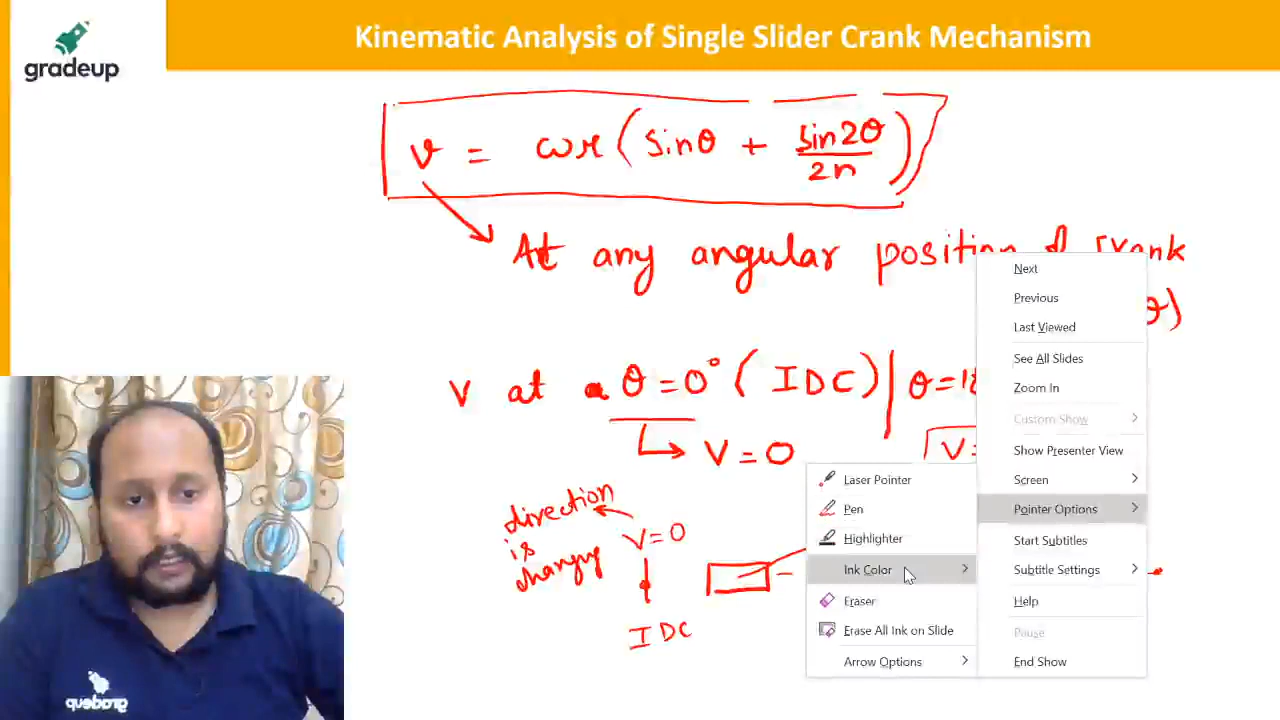 gradeup
Kinematic Analysis of Single Slider Crank Mechanism
v = ωr (sinθ + sin2θ/2n)
At any angular position of crank
θ)
V at θ = 0° (IDC) | θ = 18
V = 0
V =
direction
is
changing
V = 0
IDC
Next
Previous
Last Viewed
See All Slides
Zoom In
Custom Show
Show Presenter View
Screen
Pointer Options
Start Subtitles
Subtitle Settings
Help
Pause
End Show
Laser Pointer
Pen
Highlighter
Ink Color
Eraser
Erase All Ink on Slide
Arrow Options
gradeup